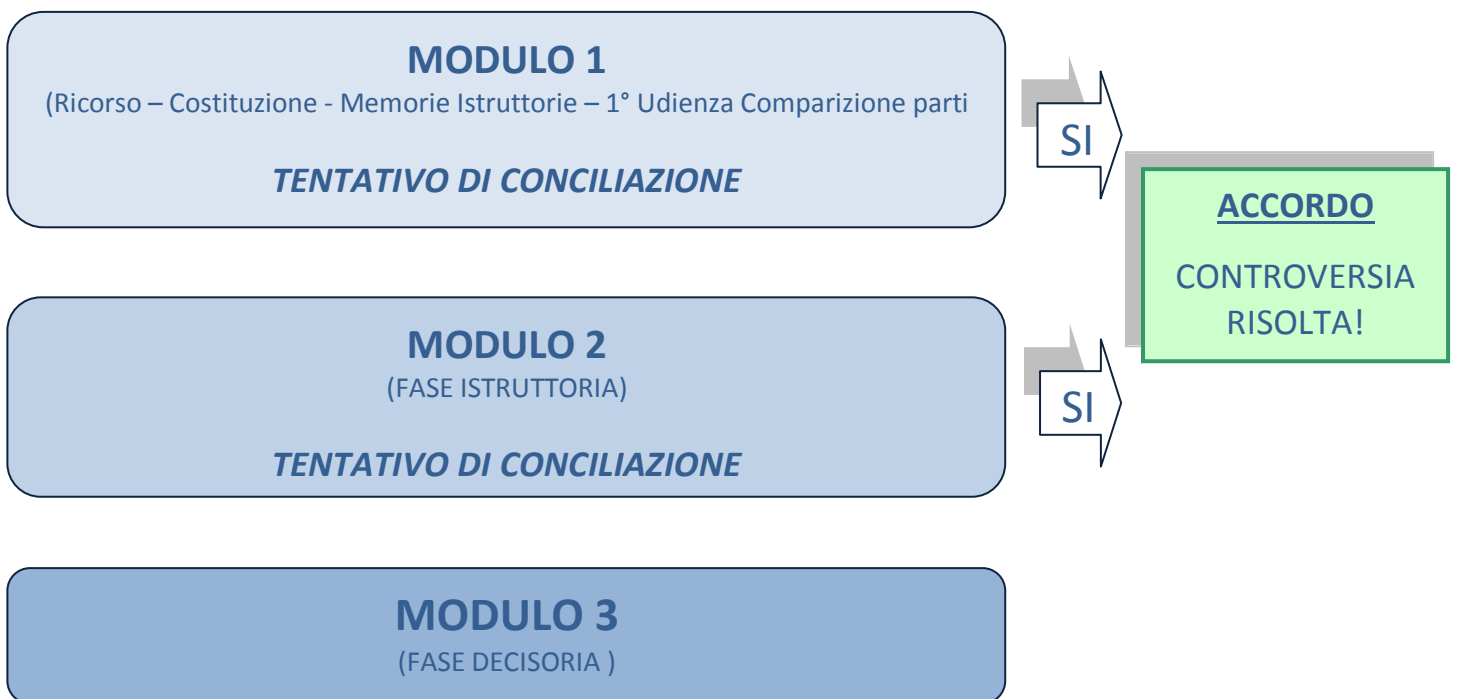 MODULO 1
(Ricorso – Costituzione - Memorie Istruttorie – 1° Udienza Comparizione parti
TENTATIVO DI CONCILIAZIONE
SI
ACCORDO
CONTROVERSIA
RISOLTA!
MODULO 2
(FASE ISTRUTTORIA)
TENTATIVO DI CONCILIAZIONE
SI
MODULO 3
(FASE DECISORIA )